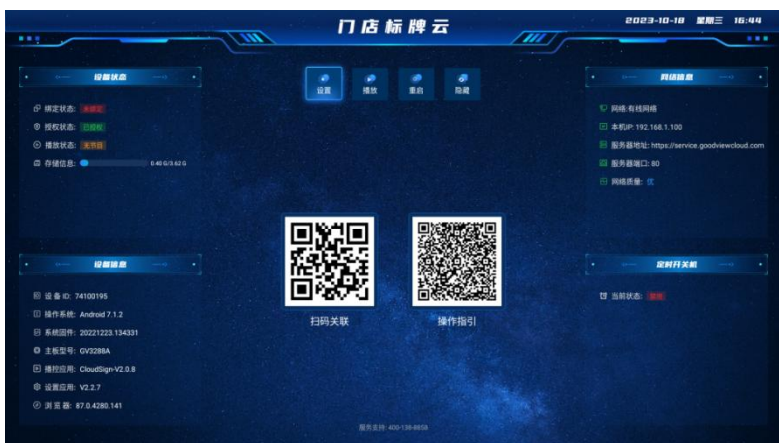 门店标牌云
2023-10-18 星期三 16:44
设备状态
绑定状态: 未绑定
授权状态: 已授权
播放状态: 无节目
存储信息: 0.40 G/3.62 G
设置 播放 重启 隐藏
网络信息
网络:有线网络
本机IP: 192.168.1.100
服务器地址: https://service.goodviewcloud.com
服务器端口: 80
网络质量: 优
扫码关联
操作指引
设备信息
设 备 ID: 74100195
操作系统: Android 7.1.2
系统固件: 20221223.134331
主板型号: GV3288A
播控应用: CloudSign-V2.0.8
设置应用: V2.2.7
浏 览 器: 87.0.4280.141
定时开关机
当前状态: 禁用
服务支持: 400-138-8858